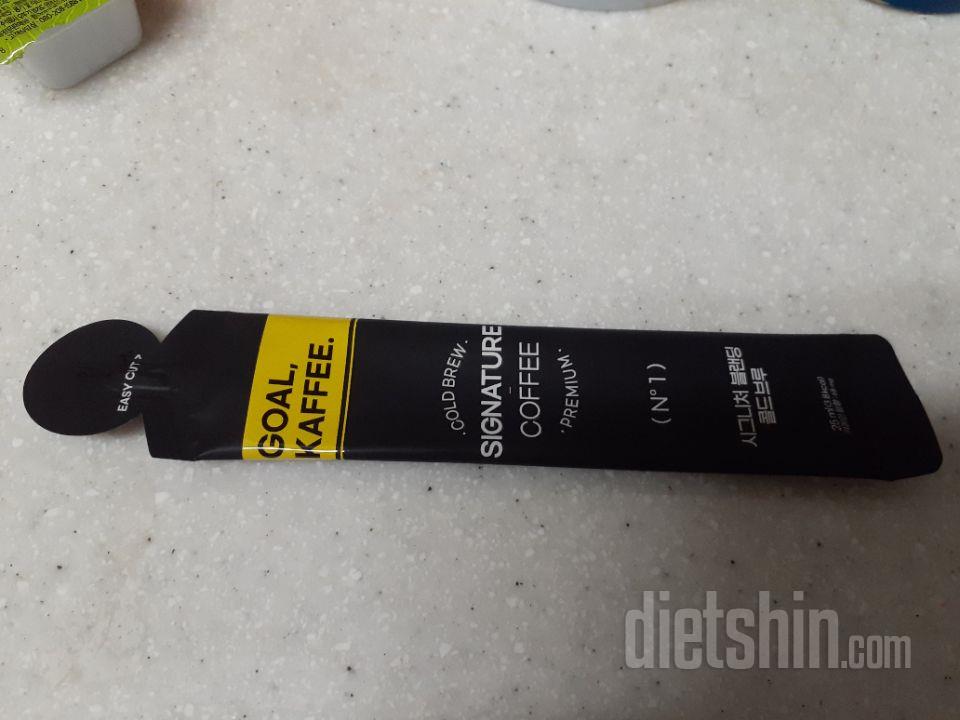 EASY CUT >
GOAL,
KAFFEE.
·COLD BREW·
SIGNATURE
COFFEE
·PREMIUM·
(N°1)
시그니처 블랜딩
콜드브루
dietshin.com